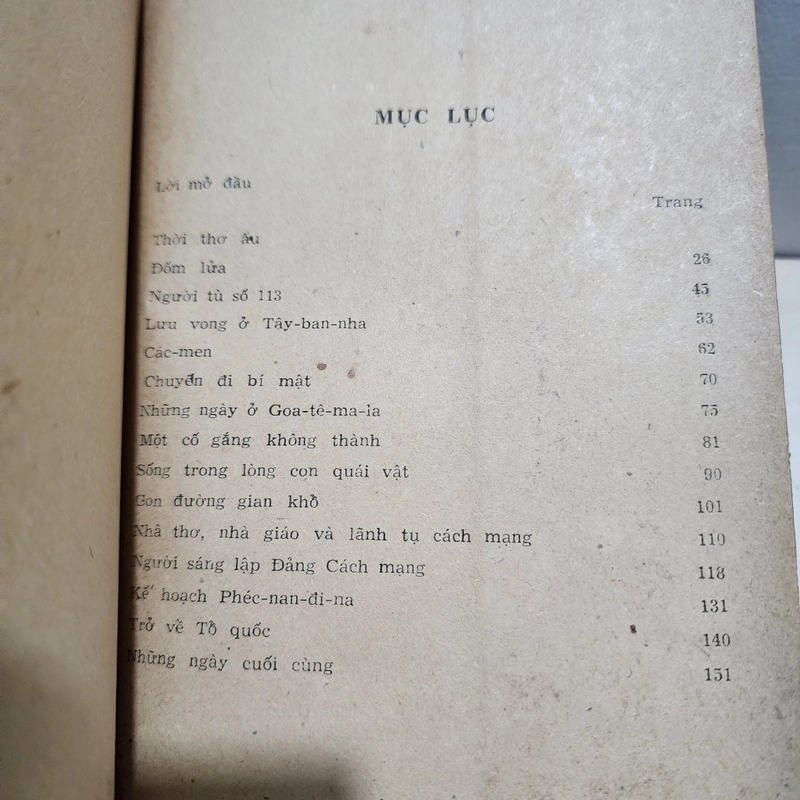 MỤC LỤC
Lời mở đầu
Trang
Thời thơ ấu
Đốm lửa 26
Người tù số 113 45
Lưu vong ở Tây-ban-nha 53
Các-men 62
Chuyến đi bí mật 70
Những ngày ở Goa-tê-ma-la 75
Một cố gắng không thành 81
Sống trong lòng con quái vật 90
Con đường gian khổ 101
Nhà thơ, nhà giáo và lãnh tụ cách mạng 110
Người sáng lập Đảng Cách mạng 118
Kế hoạch Phéc-nan-đi-na 131
Trở về Tổ quốc 140
Những ngày cuối cùng 151